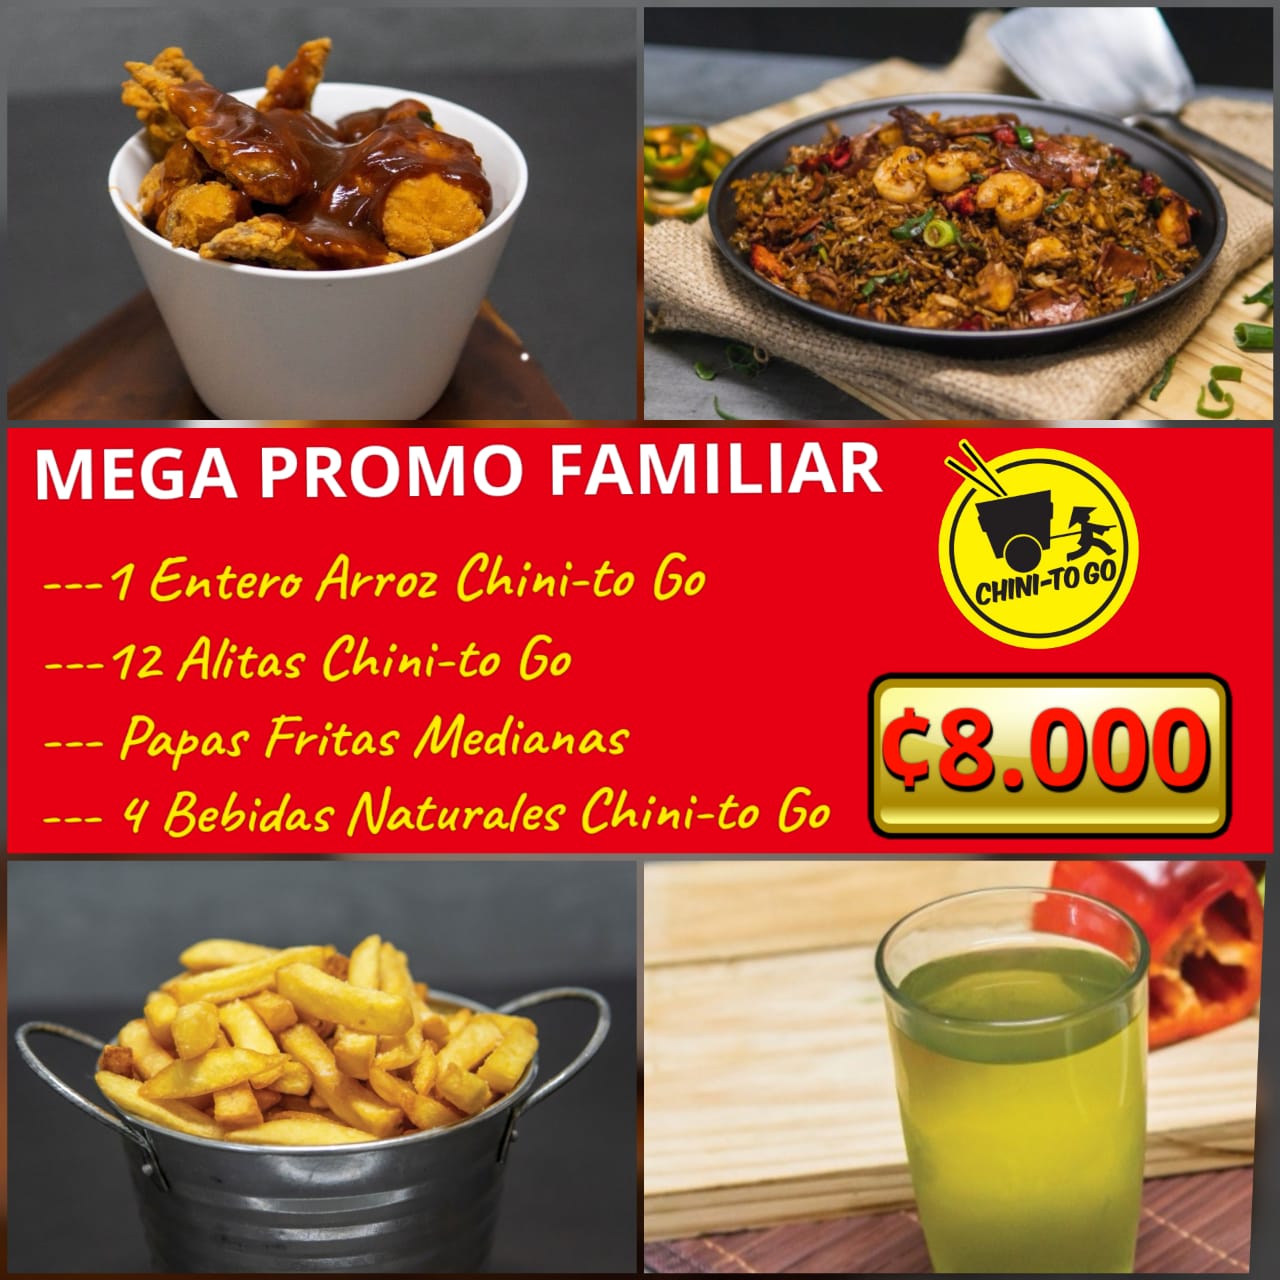 MEGA PROMO FAMILIAR
---1 Entero Arroz Chini-to Go
---12 Alitas Chini-to Go
--- Papas Fritas Medianas
--- 4 Bebidas Naturales Chini-to Go
CHINI-TO GO
₡8.000